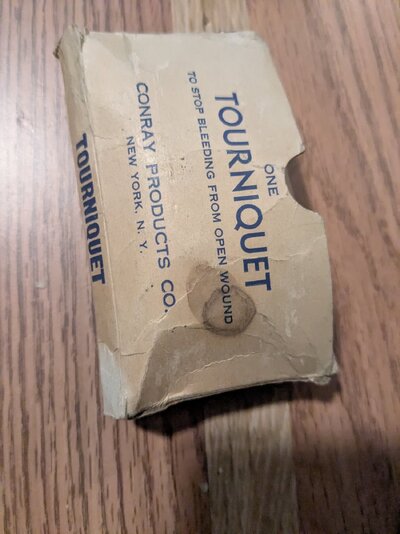 ONE
TOURNIQUET
TO STOP BLEEDING FROM OPEN WOUND
CONRAY PRODUCTS CO.
NEW YORK, N. Y.
TOURNIQUET